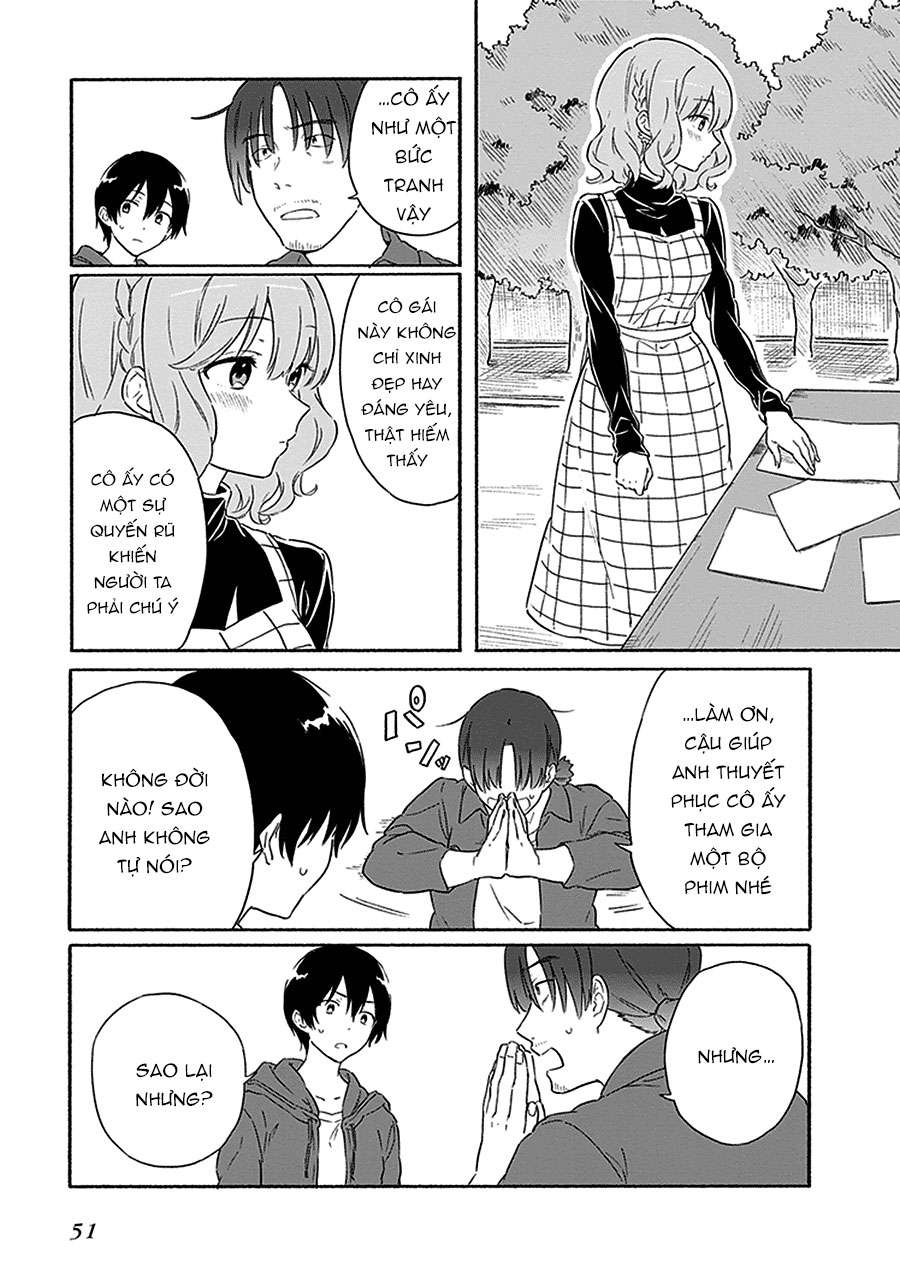 ...CÔ ẤY
NHƯ MỘT
BỨC
TRANH
VẬY
CÔ GÁI
NÀY KHÔNG
CHỈ XINH
ĐẸP HAY
ĐÁNG YÊU,
THẬT HIẾM
THẤY
CÔ ẤY CÓ
MỘT SỰ
QUYẾN RŨ
KHIẾN
NGƯỜI TA
PHẢI CHÚ Ý
...LÀM ƠN,
CẬU GIÚP
ANH THUYẾT
PHỤC CÔ ẤY
THAM GIA
MỘT BỘ
PHIM NHÉ
パンッ
KHÔNG ĐỜI
NÀO! SAO
ANH KHÔNG
TỰ NÓI?
NHƯNG...
SAO LẠI
NHƯNG?
51